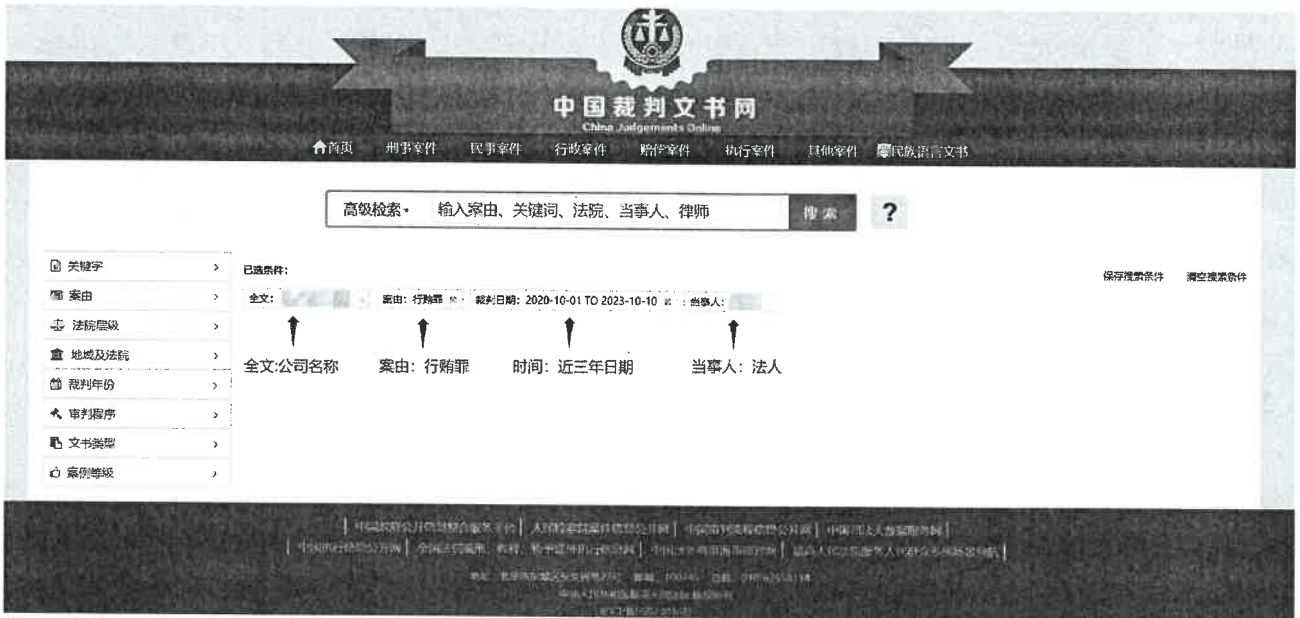 中国裁判文书网
China Judgements Online
首页 刑事案件 民事案件 行政案件 赔偿案件 执行案件 其他案件 民族语言文书
高级检索 输入案由、关键词、法院、当事人、律师 搜索 ?
关键字
案由
法院层级
地域及法院
裁判年份
审判程序
文书类型
案例等级
已选条件:
保存搜索条件 清空搜索条件
全文: 案由: 行贿罪 裁判日期: 2020-10-01 TO 2023-10-10 当事人:
全文:公司名称 案由: 行贿罪 时间: 近三年日期 当事人: 法人